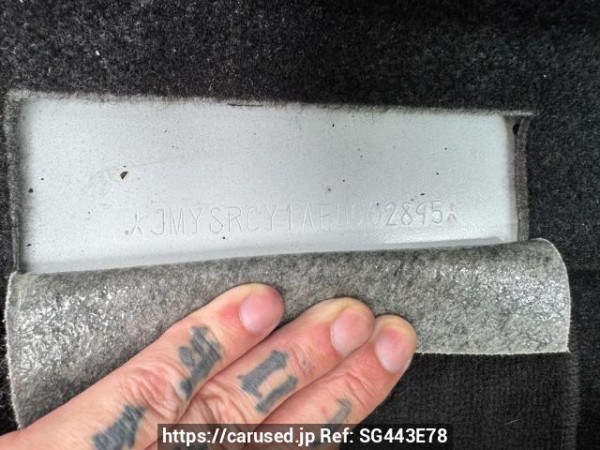 *JMYSRCY1AEU002895*
https://carused.jp Ref: SG443E78